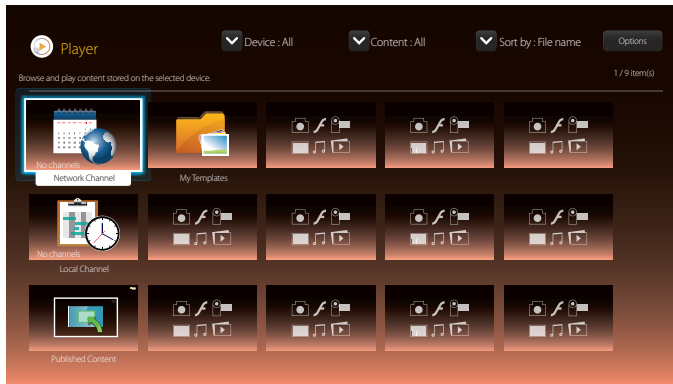 Player
Device : All
Content : All
Sort by : File name
Options
Browse and play content stored on the selected device.
1 / 9 item(s)
No channels
Network Channel
My Templates
No channels
Local Channel
Published Content